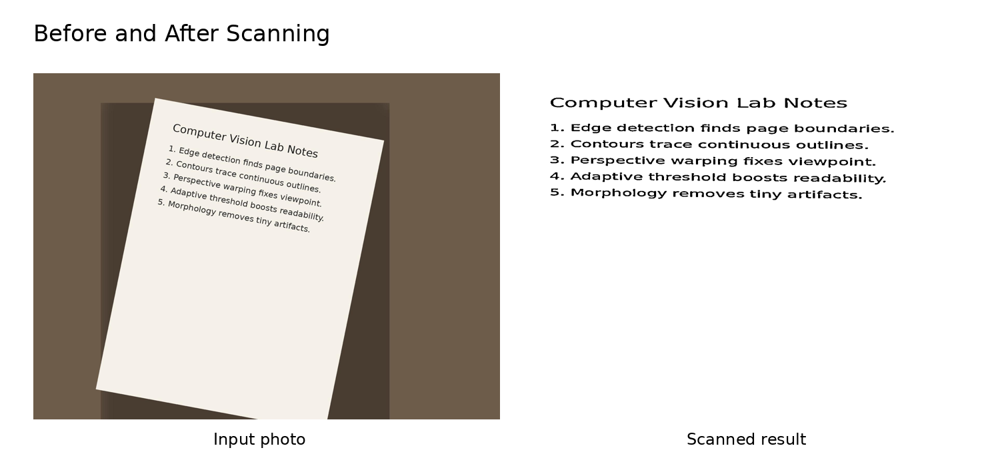 Before and After Scanning
Computer Vision Lab Notes
1. Edge detection finds page boundaries.
2. Contours trace continuous outlines.
3. Perspective warping fixes viewpoint.
4. Adaptive threshold boosts readability.
5. Morphology removes tiny artifacts.
Input photo
Computer Vision Lab Notes
1. Edge detection finds page boundaries.
2. Contours trace continuous outlines.
3. Perspective warping fixes viewpoint.
4. Adaptive threshold boosts readability.
5. Morphology removes tiny artifacts.
Scanned result